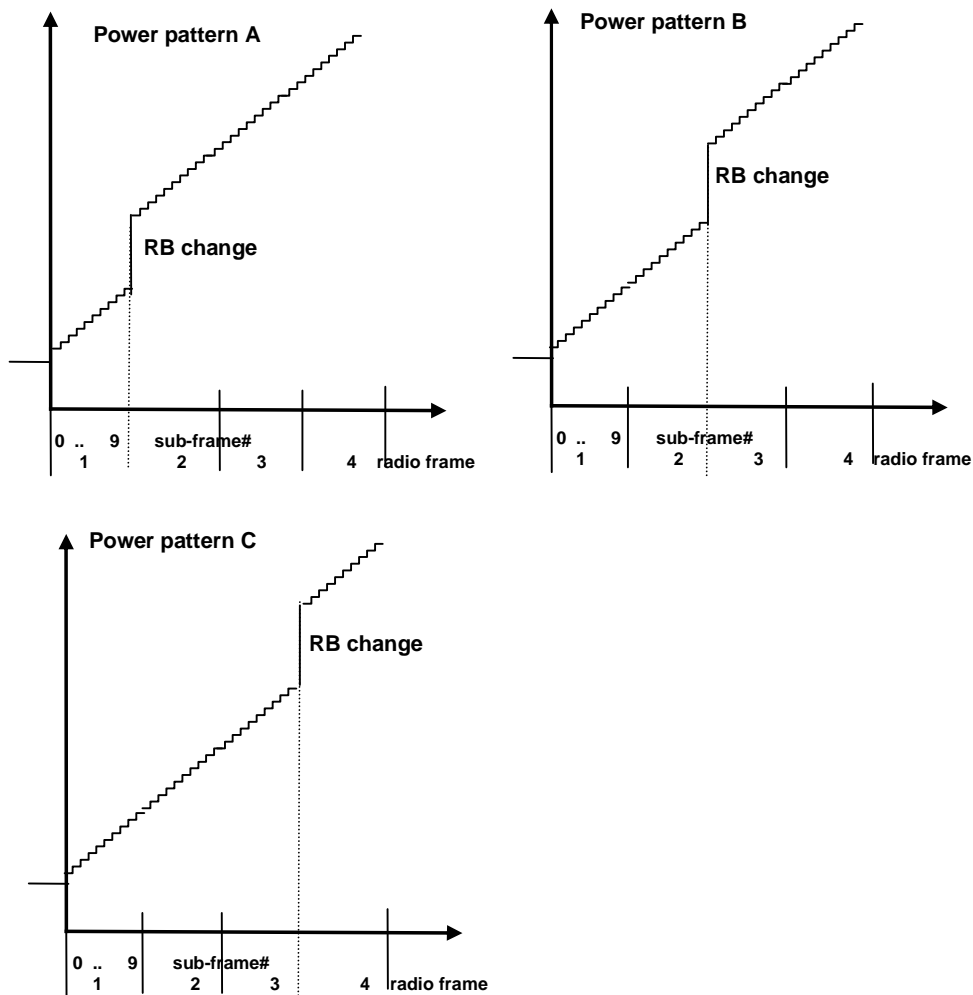 Power pattern A
RB change
0 .. 9 sub-frame#
1 2 3 4 radio frame
Power pattern B
RB change
0 .. 9 sub-frame#
1 2 3 4 radio frame
Power pattern C
RB change
0 .. 9 sub-frame#
1 2 3 4 radio frame